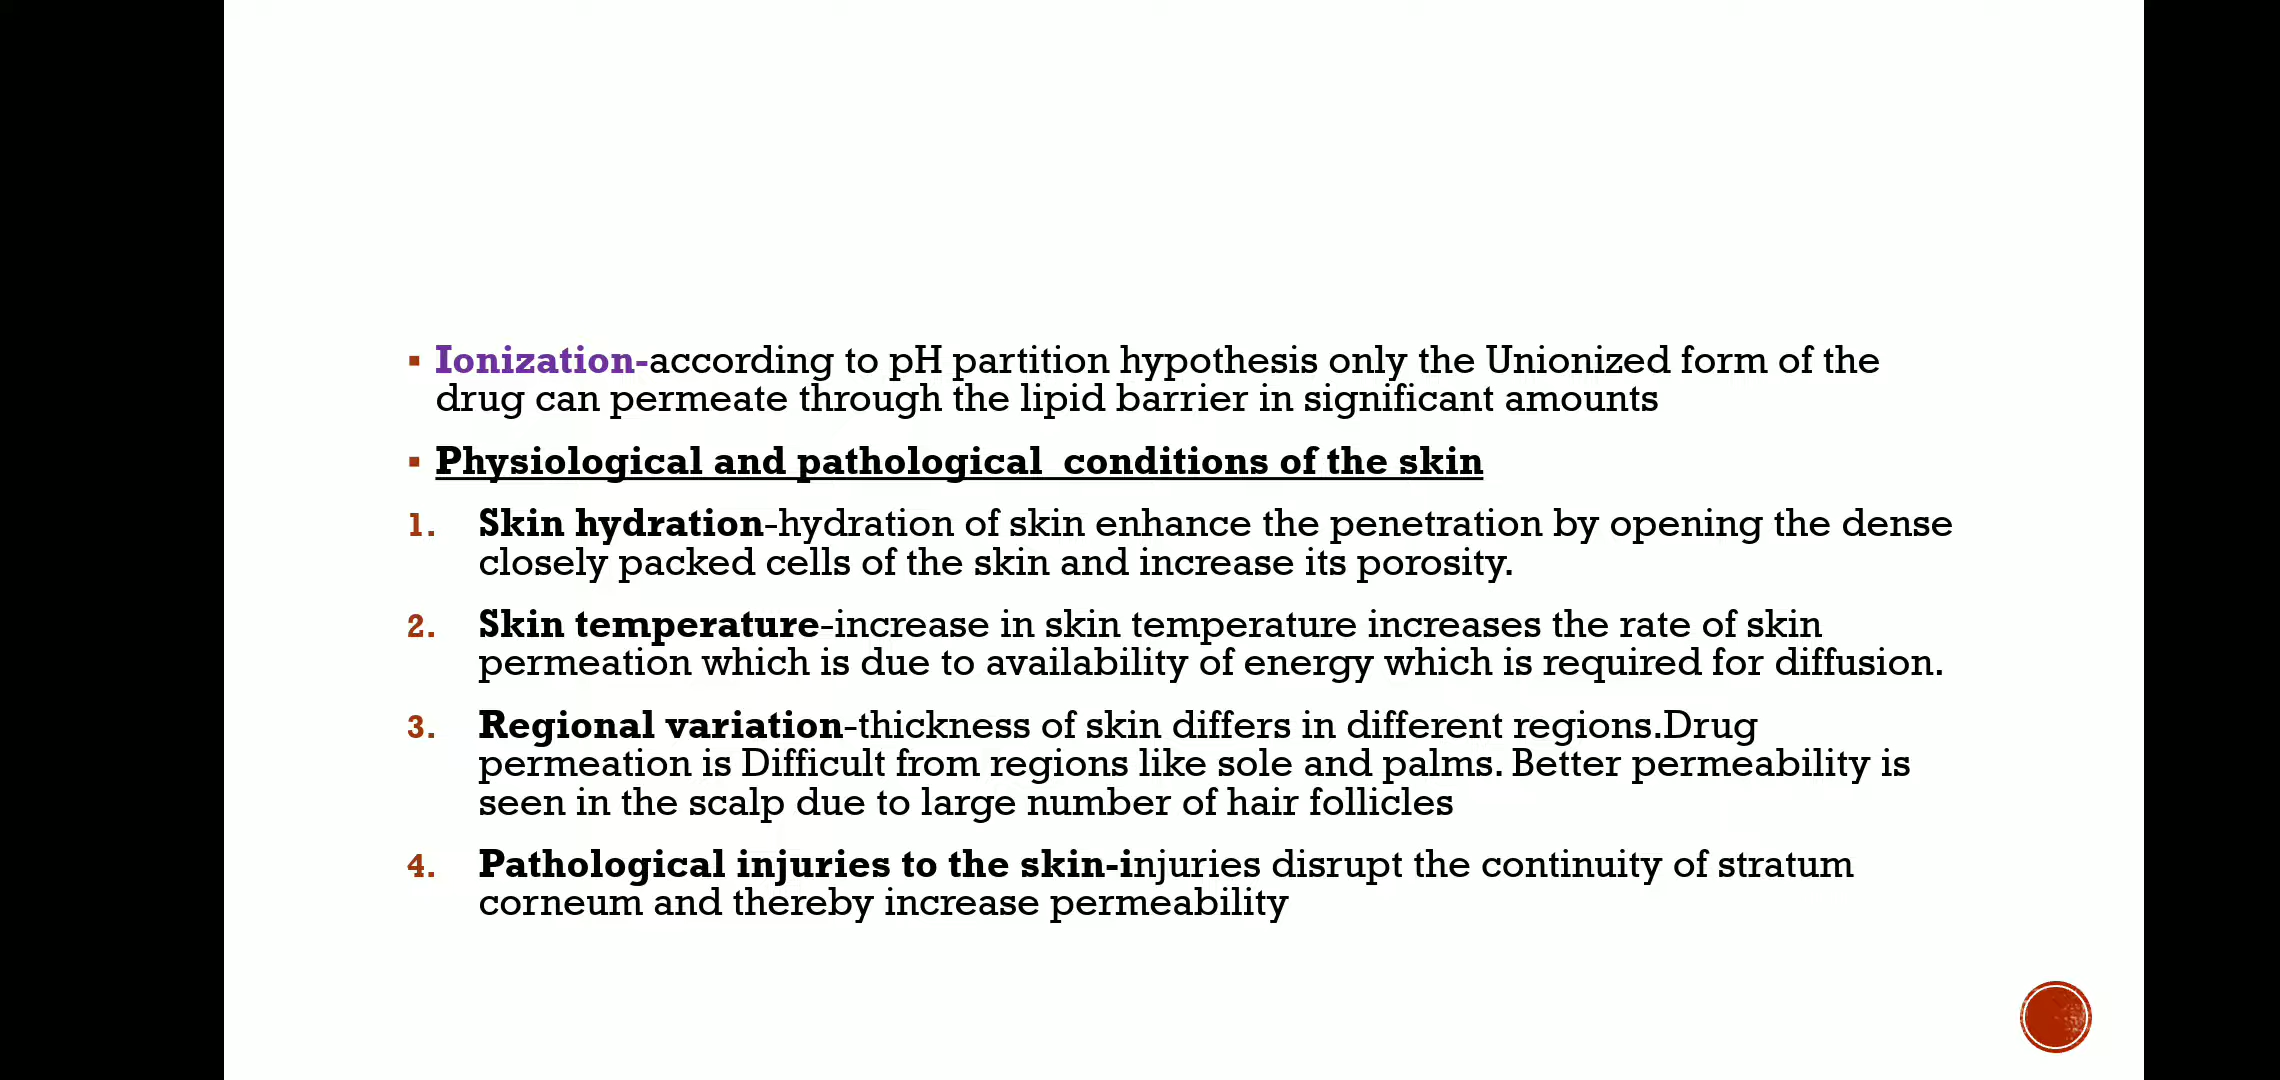 ▪ Ionization-according to pH partition hypothesis only the Unionized form of the
drug can permeate through the lipid barrier in significant amounts
▪ Physiological and pathological  conditions of the skin
1. Skin hydration-hydration of skin enhance the penetration by opening the dense
closely packed cells of the skin and increase its porosity.
2. Skin temperature-increase in skin temperature increases the rate of skin
permeation which is due to availability of energy which is required for diffusion.
3. Regional variation-thickness of skin differs in different regions.Drug
permeation is Difficult from regions like sole and palms. Better permeability is
seen in the scalp due to large number of hair follicles
4. Pathological injuries to the skin-injuries disrupt the continuity of stratum
corneum and thereby increase permeability